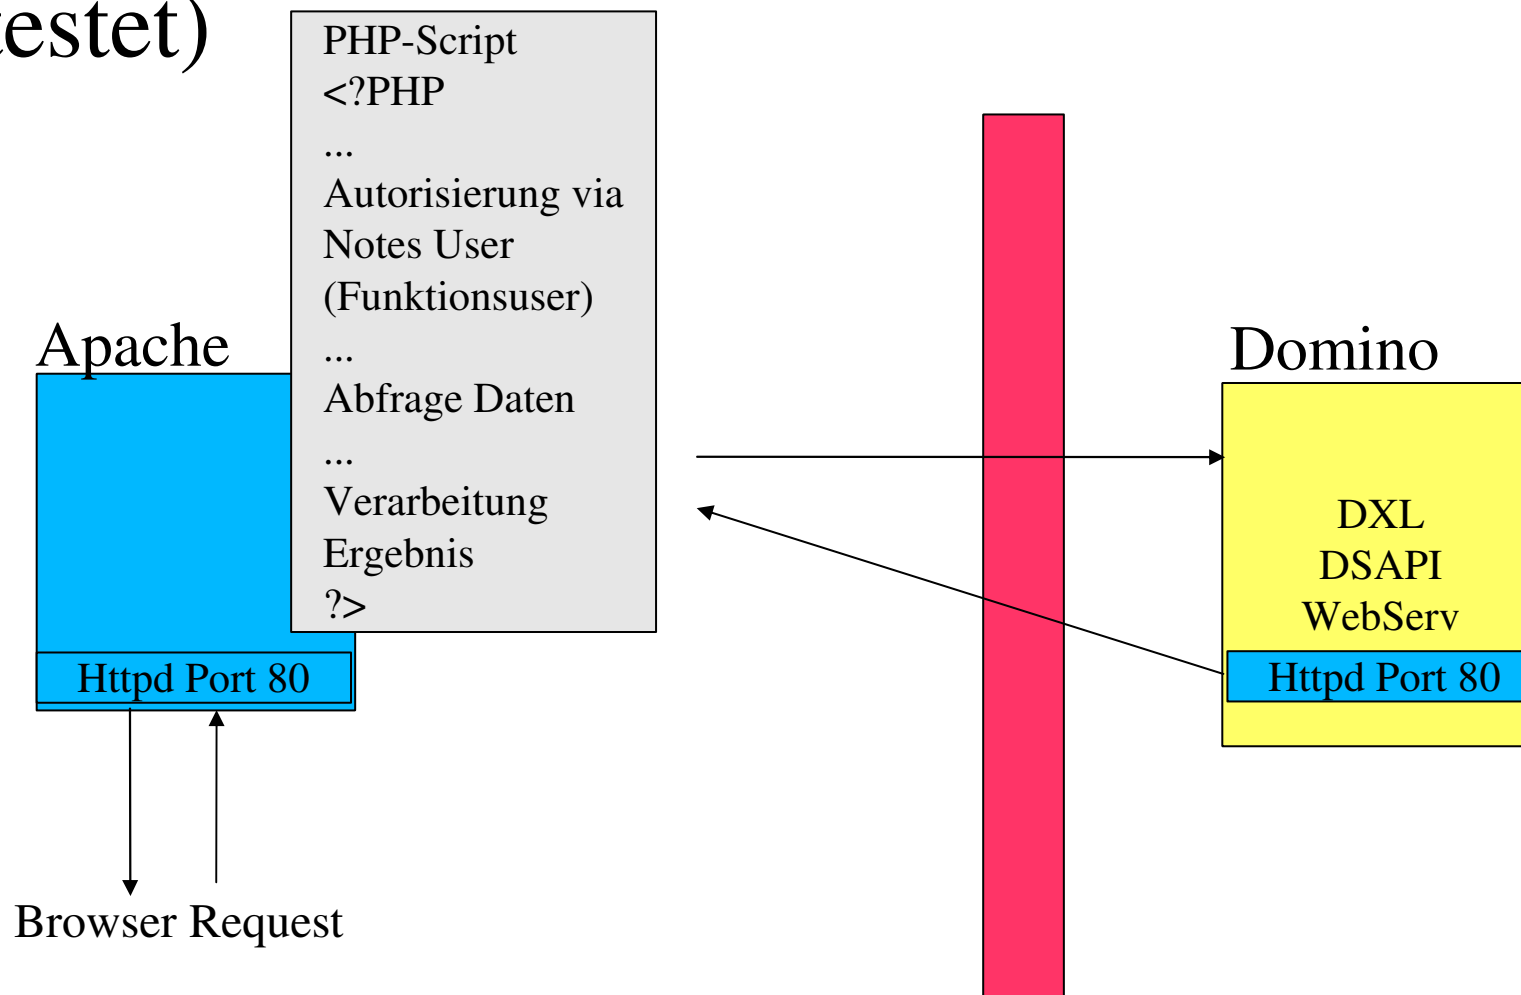 estet)
PHP-Script
<?PHP
...
Autorisierung via
Notes User
(Funktionsuser)
...
Abfrage Daten
...
Verarbeitung
Ergebnis
?>
Apache
Httpd Port 80
Browser Request
Domino
DXL
DSAPI
WebServ
Httpd Port 80